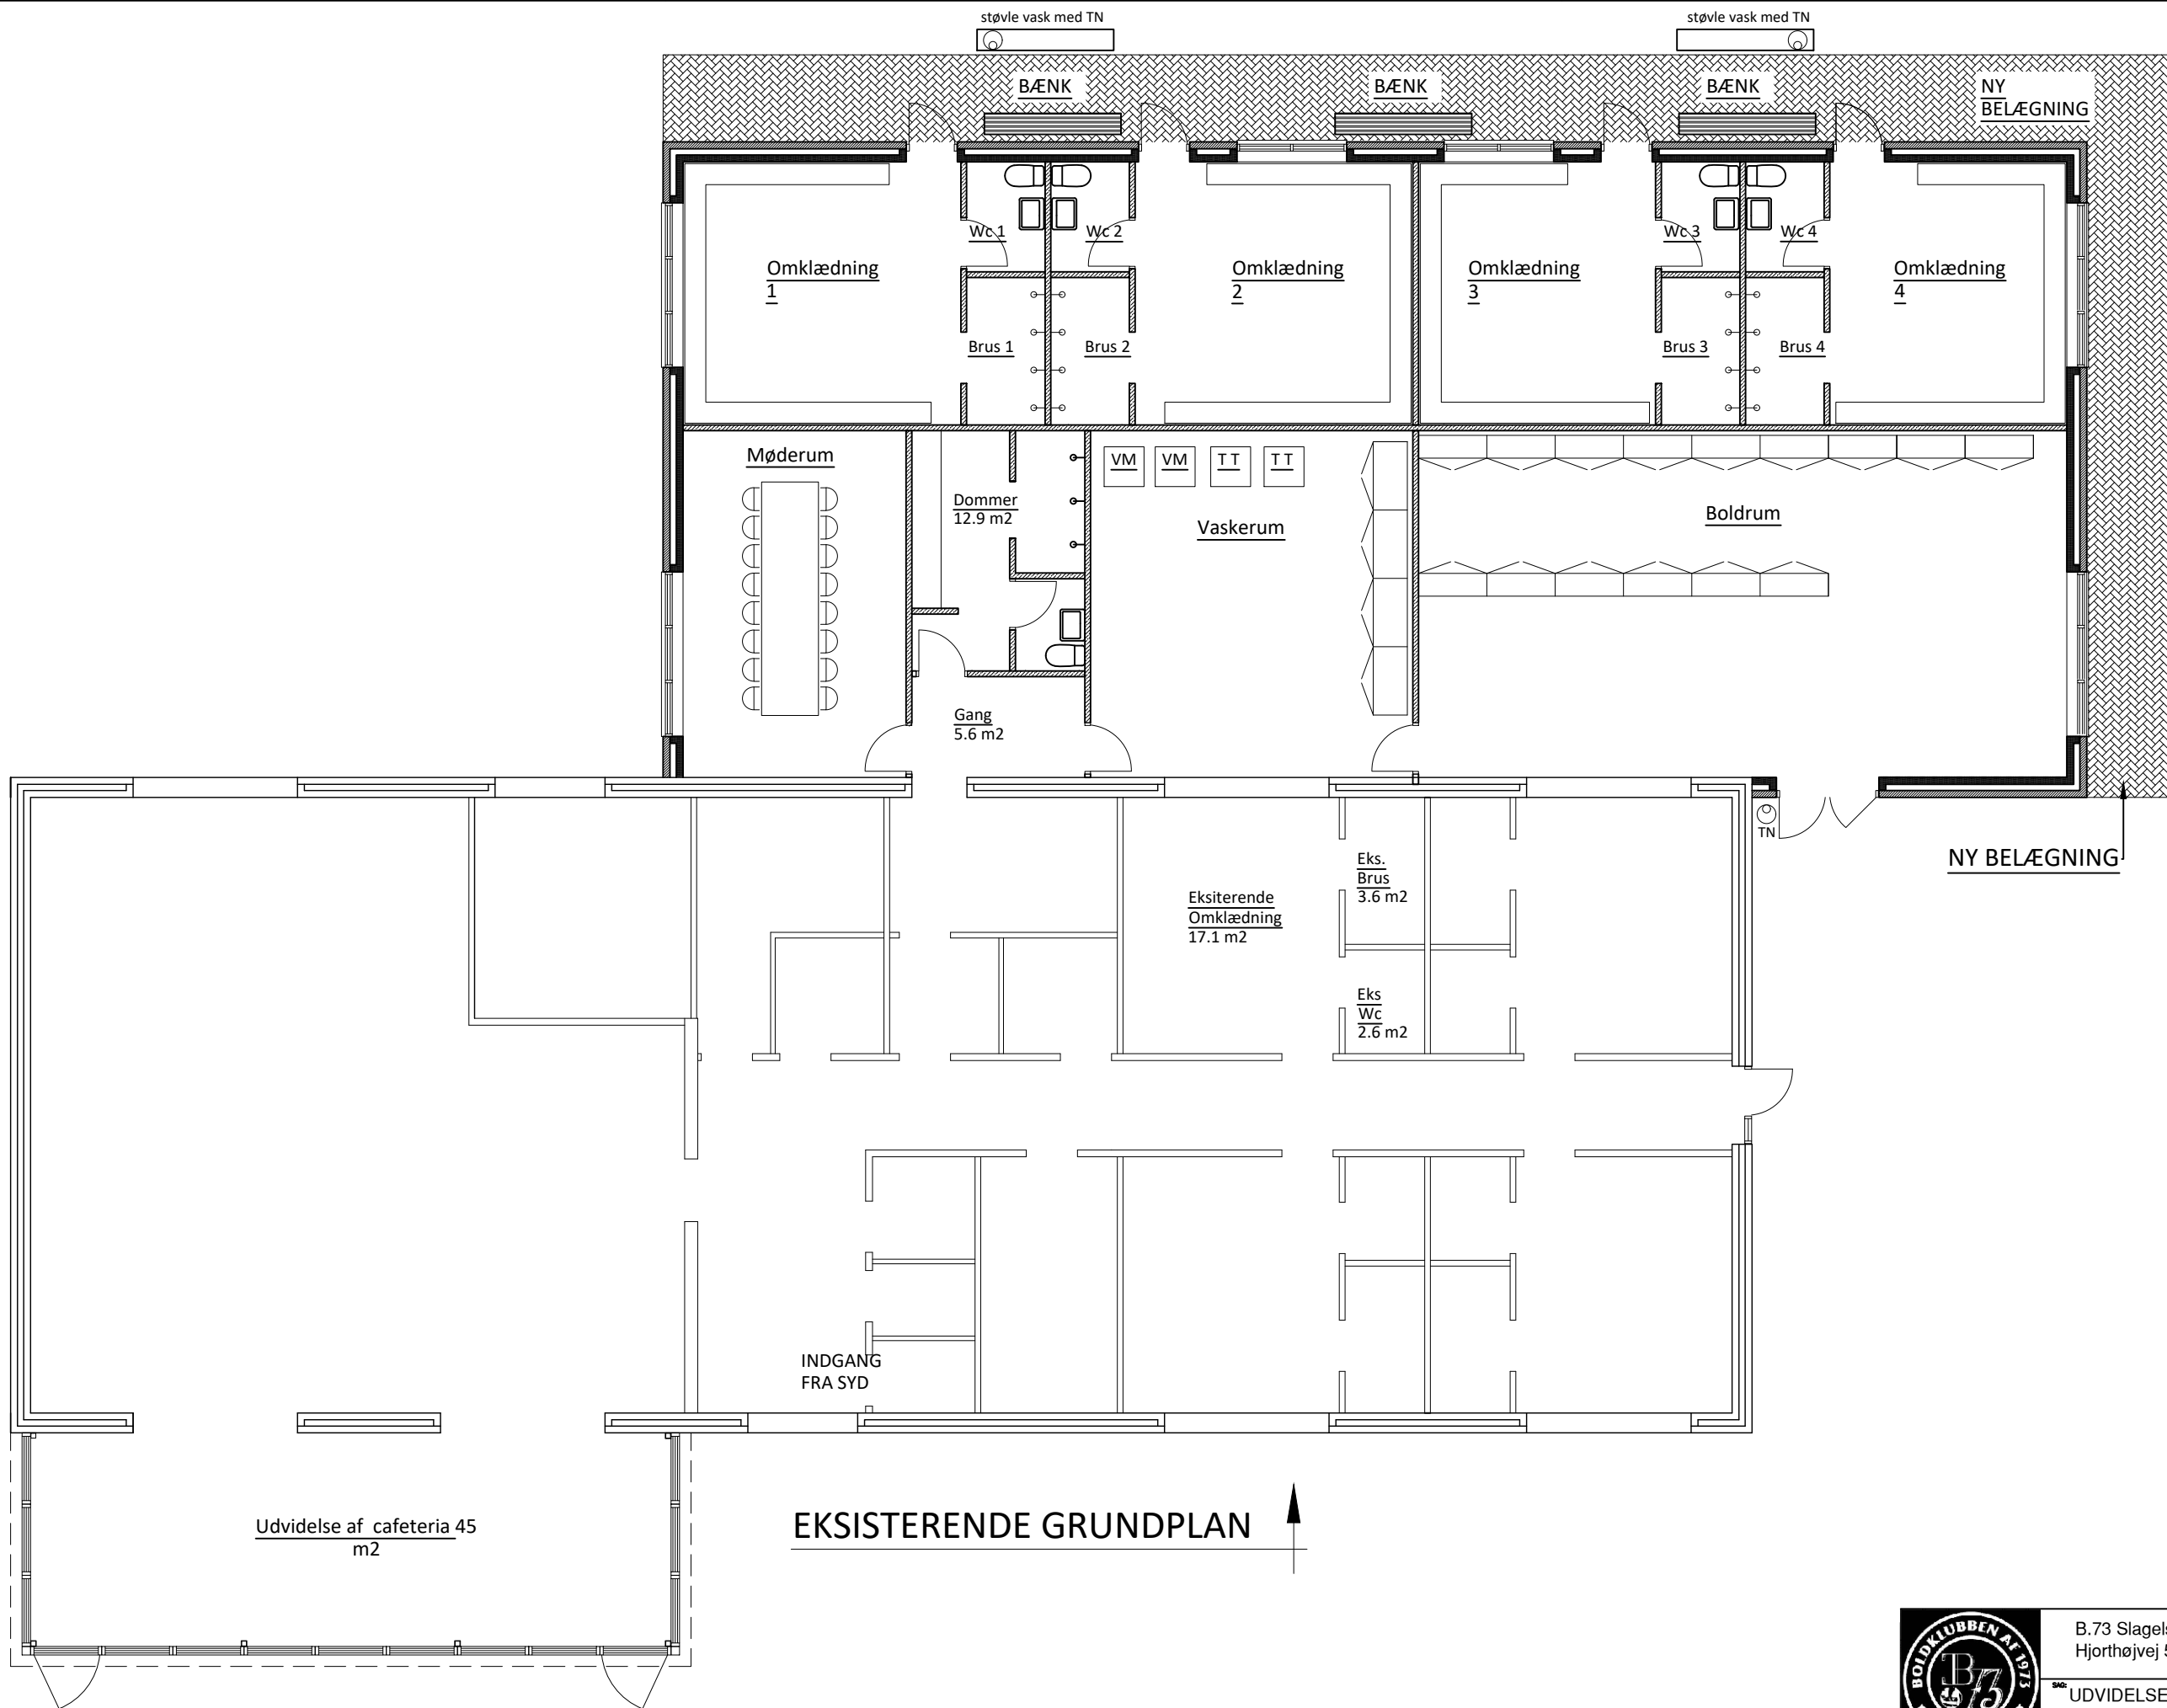 støvle vask med TN
støvle vask med TN
BÆNK
BÆNK
BÆNK
NY
BELÆGNING
Wc 1
Wc 2
Wc 3
Wc 4
Omklædning
1
Omklædning
2
Omklædning
3
Omklædning
4
Brus 1
Brus 2
Brus 3
Brus 4
Møderum
VM
VM
TT
TT
Dommer
12.9 m2
Vaskerum
Boldrum
Gang
5.6 m2
TN
NY BELÆGNING
Eks.
Brus
3.6 m2
Eksiterende
Omklædning
17.1 m2
Eks
Wc
2.6 m2
INDGANG
FRA SYD
Udvidelse af cafeteria 45
m2
EKSISTERENDE GRUNDPLAN
BOLDKLUBBEN AF 1973
B73
B.73 Slagels
Hjorthøjvej 5
SAG:
UDVIDELSE